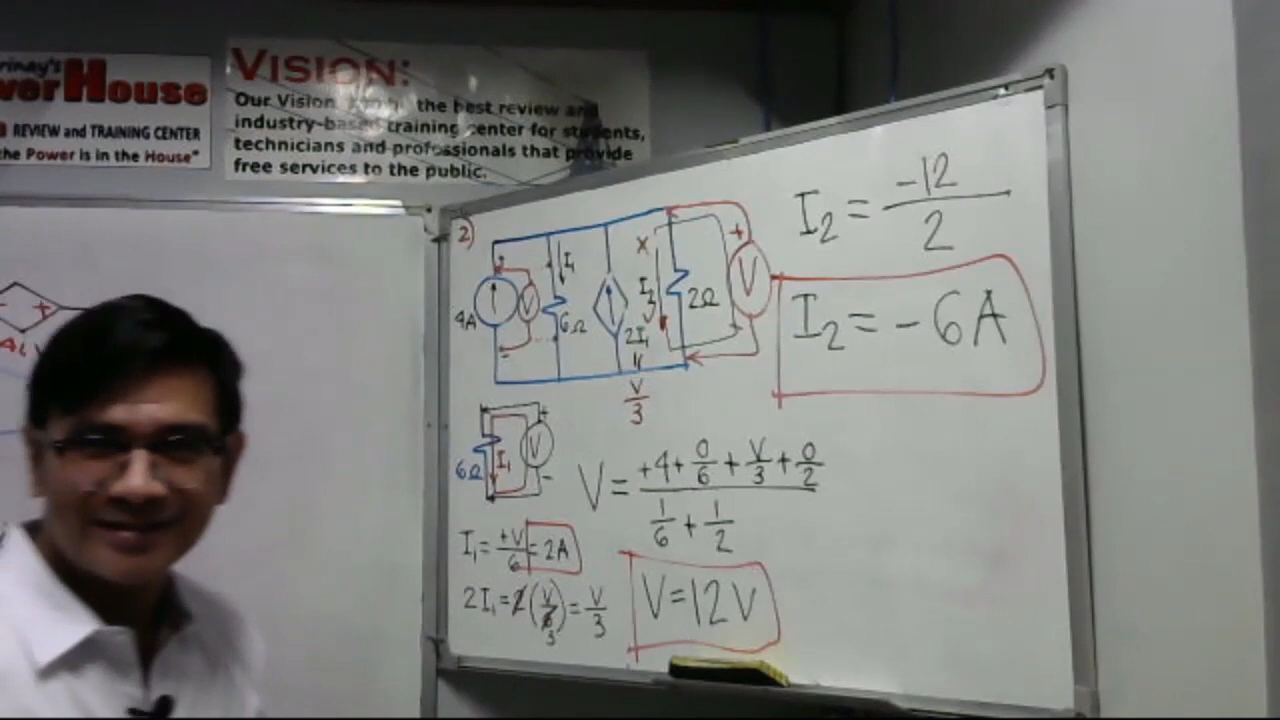 rinay's
werHouse
REVIEW and TRAINING CENTER
the Power is in the House"
VISION:
Our Vision the best review and
industry-based training center for students,
technicians and professionals that provide
free services to the public.
2)
4A
V
I₁
6Ω
2I₁
2Ω
+
V
V/3
I₂ = -12/2
I₂ = -6A
6Ω
I₁
V
+
-
V = (+4 + 0/6 + V/3 + 0/2) / (1/6 + 1/2)
I₁ = +V/6 = 2A
2I₁ = 2(V/6) = V/3
3
V = 12V